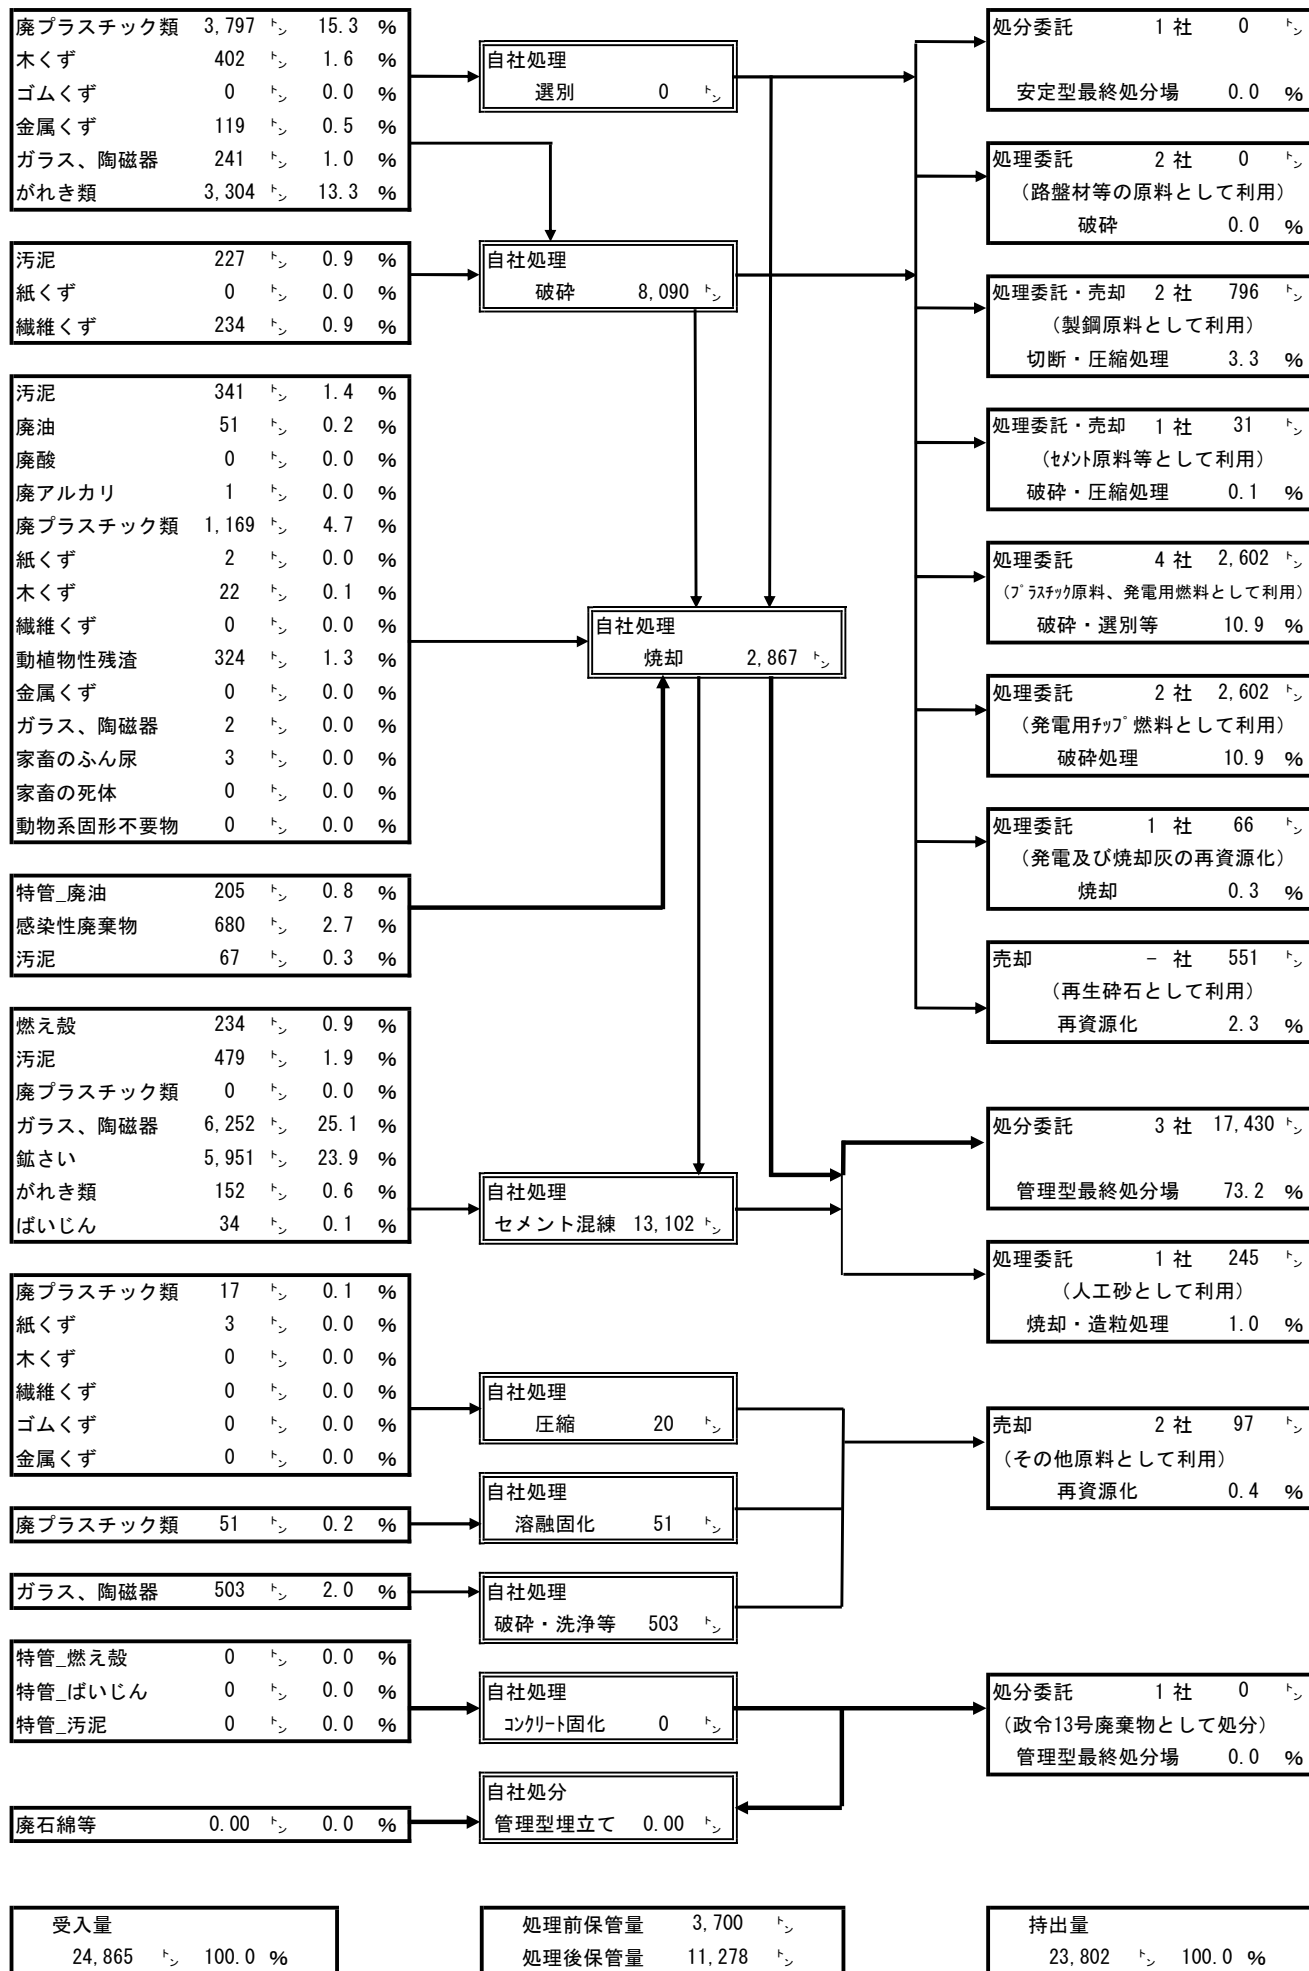 廃プラスチック類 3,797 ㌧ 15.3 %
木くず 402 ㌧ 1.6 %
ゴムくず 0 ㌧ 0.0 %
金属くず 119 ㌧ 0.5 %
ガラス、陶磁器 241 ㌧ 1.0 %
がれき類 3,304 ㌧ 13.3 %
汚泥 227 ㌧ 0.9 %
紙くず 0 ㌧ 0.0 %
繊維くず 234 ㌧ 0.9 %
汚泥 341 ㌧ 1.4 %
廃油 51 ㌧ 0.2 %
廃酸 0 ㌧ 0.0 %
廃アルカリ 1 ㌧ 0.0 %
廃プラスチック類 1,169 ㌧ 4.7 %
紙くず 2 ㌧ 0.0 %
木くず 22 ㌧ 0.1 %
繊維くず 0 ㌧ 0.0 %
動植物性残渣 324 ㌧ 1.3 %
金属くず 0 ㌧ 0.0 %
ガラス、陶磁器 2 ㌧ 0.0 %
家畜のふん尿 3 ㌧ 0.0 %
家畜の死体 0 ㌧ 0.0 %
動物系固形不要物 0 ㌧ 0.0 %
特管_廃油 205 ㌧ 0.8 %
感染性廃棄物 680 ㌧ 2.7 %
汚泥 67 ㌧ 0.3 %
燃え殻 234 ㌧ 0.9 %
汚泥 479 ㌧ 1.9 %
廃プラスチック類 0 ㌧ 0.0 %
ガラス、陶磁器 6,252 ㌧ 25.1 %
鉱さい 5,951 ㌧ 23.9 %
がれき類 152 ㌧ 0.6 %
ばいじん 34 ㌧ 0.1 %
廃プラスチック類 17 ㌧ 0.1 %
紙くず 3 ㌧ 0.0 %
木くず 0 ㌧ 0.0 %
繊維くず 0 ㌧ 0.0 %
ゴムくず 0 ㌧ 0.0 %
金属くず 0 ㌧ 0.0 %
廃プラスチック類 51 ㌧ 0.2 %
ガラス、陶磁器 503 ㌧ 2.0 %
特管_燃え殻 0 ㌧ 0.0 %
特管_ばいじん 0 ㌧ 0.0 %
特管_汚泥 0 ㌧ 0.0 %
廃石綿等 0.00 ㌧ 0.0 %
受入量
24,865 ㌧ 100.0 %
自社処理
選別 0 ㌧
自社処理
破砕 8,090 ㌧
自社処理
焼却 2,867 ㌧
自社処理
セメント混練 13,102 ㌧
自社処理
圧縮 20 ㌧
自社処理
溶融固化 51 ㌧
自社処理
破砕・洗浄等 503 ㌧
自社処理
ｺﾝｸﾘｰﾄ固化 0 ㌧
自社処分
管理型埋立て 0.00 ㌧
処理前保管量 3,700 ㌧
処理後保管量 11,278 ㌧
処分委託 1 社 0 ㌧
安定型最終処分場 0.0 %
処理委託 2 社 0 ㌧
（路盤材等の原料として利用）
破砕 0.0 %
処理委託・売却 2 社 796 ㌧
（製鋼原料として利用）
切断・圧縮処理 3.3 %
処理委託・売却 1 社 31 ㌧
（ｾﾒﾝﾄ原料等として利用）
破砕・圧縮処理 0.1 %
処理委託 4 社 2,602 ㌧
（ﾌﾟﾗｽﾁｯｸ原料、発電用燃料として利用）
破砕・選別等 10.9 %
処理委託 2 社 2,602 ㌧
（発電用ﾁｯﾌﾟ燃料として利用）
破砕処理 10.9 %
処理委託 1 社 66 ㌧
（発電及び焼却灰の再資源化）
焼却 0.3 %
売却 － 社 551 ㌧
（再生砕石として利用）
再資源化 2.3 %
処分委託 3 社 17,430 ㌧
管理型最終処分場 73.2 %
処理委託 1 社 245 ㌧
（人工砂として利用）
焼却・造粒処理 1.0 %
売却 2 社 97 ㌧
（その他原料として利用）
再資源化 0.4 %
処分委託 1 社 0 ㌧
（政令13号廃棄物として処分）
管理型最終処分場 0.0 %
持出量
23,802 ㌧ 100.0 %